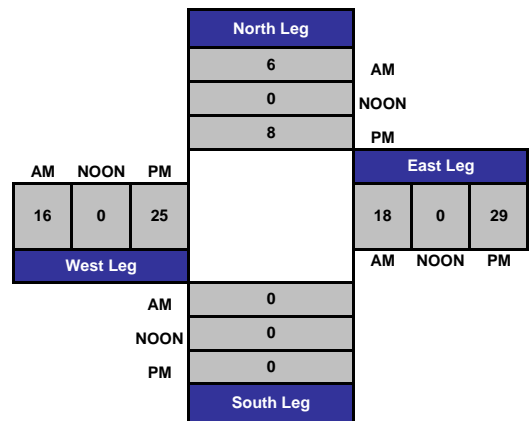 North Leg
6 AM
0 NOON
8 PM
AM NOON PM
East Leg
16 0 25
18 0 29
West Leg
AM NOON PM
AM 0
NOON 0
PM 0
South Leg